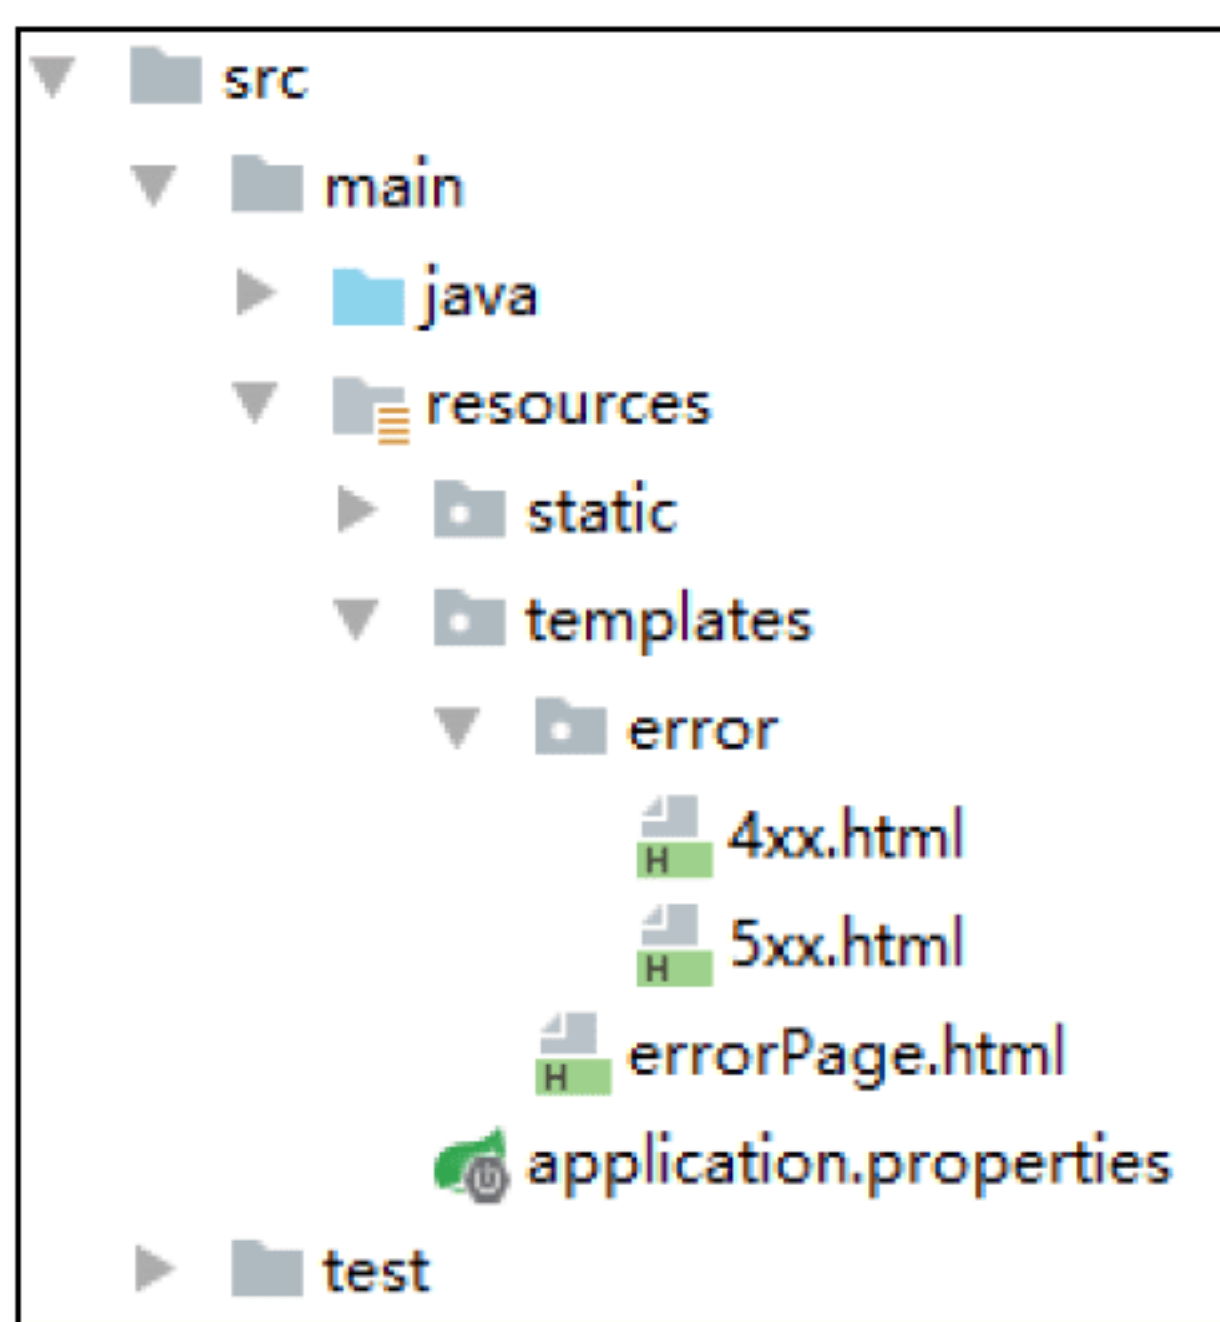 src
main
java
resources
static
templates
error
H 4xx.html
H 5xx.html
H errorPage.html
application.properties
test